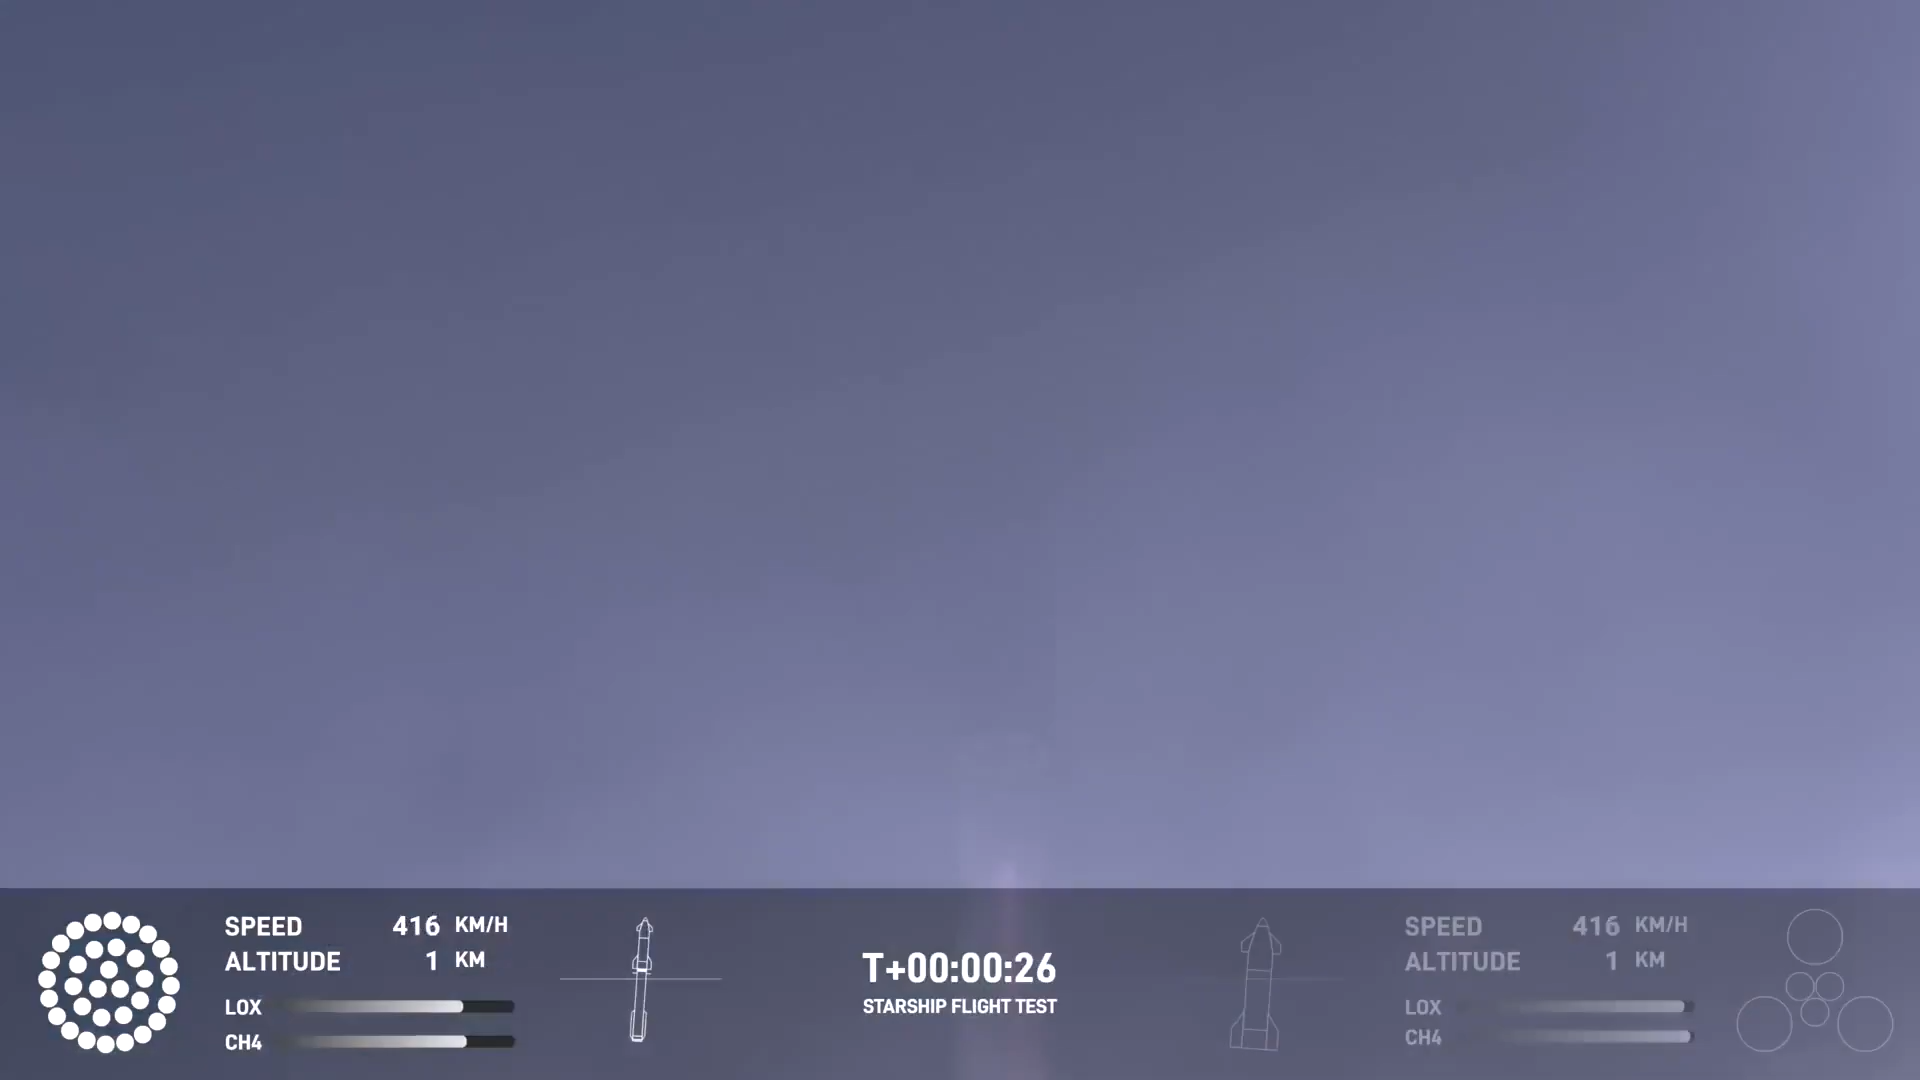 SPEED 416 KM/H
ALTITUDE 1 KM
LOX
CH4
T+00:00:26
STARSHIP FLIGHT TEST
SPEED 416 KM/H
ALTITUDE 1 KM
LOX
CH4